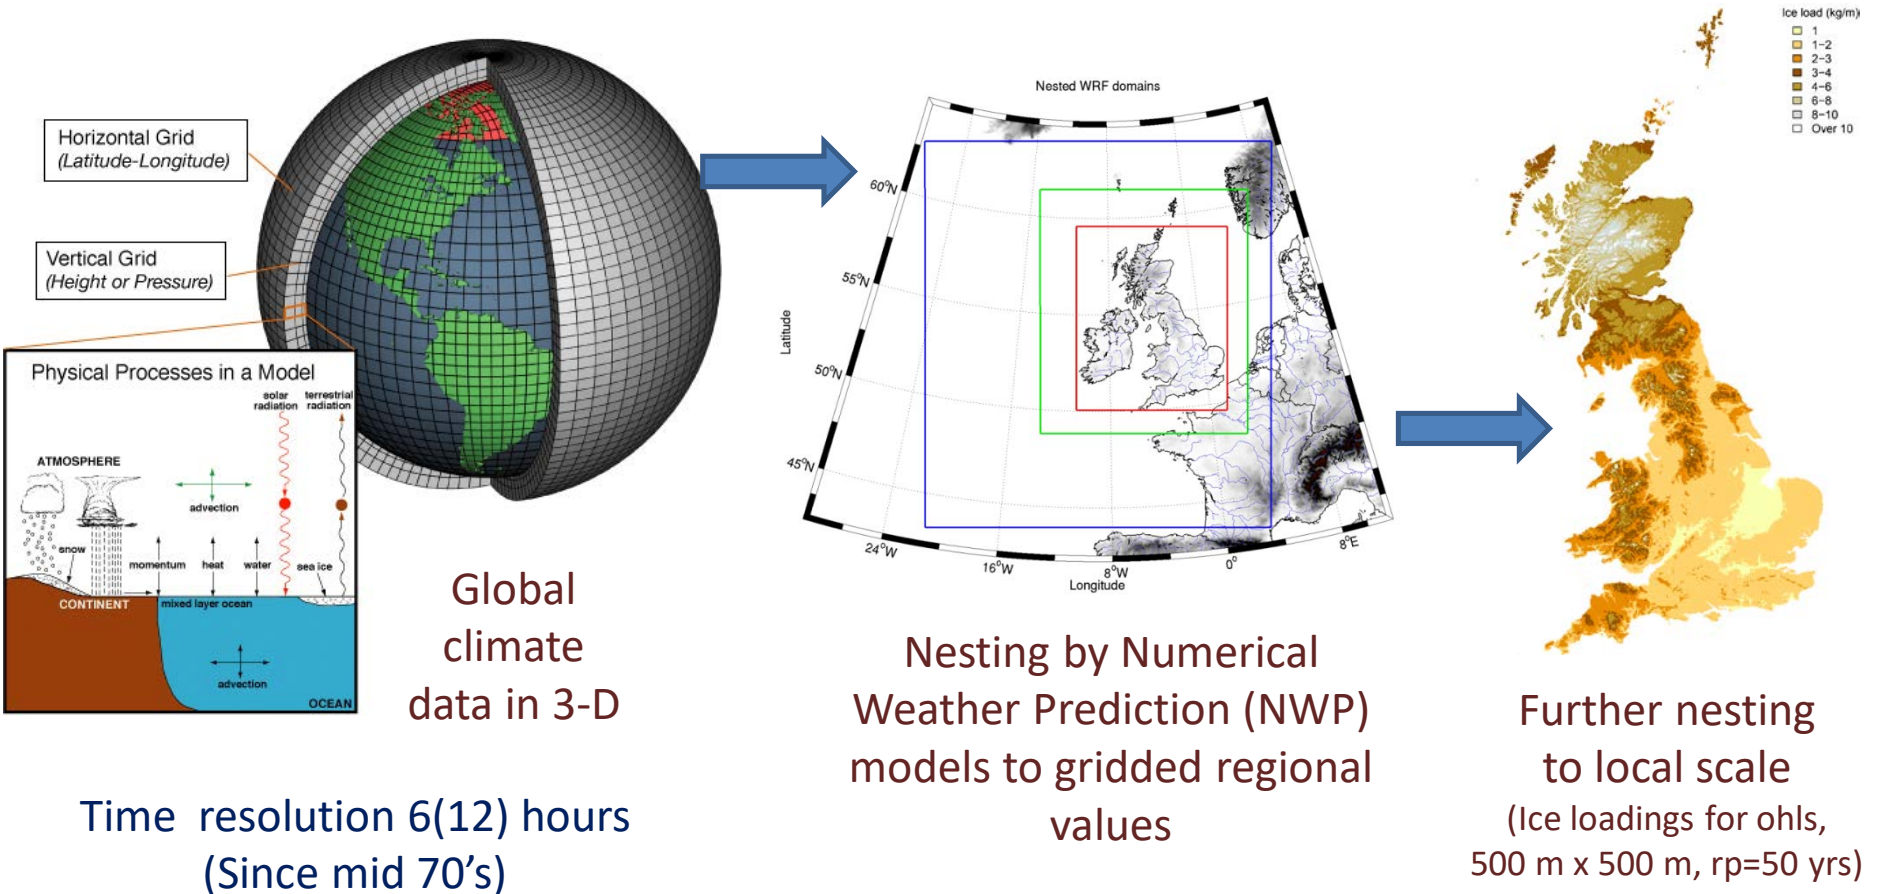 Horizontal Grid
(Latitude-Longitude)
Vertical Grid
(Height or Pressure)
Physical Processes in a Model
solar
radiation
terrestrial
radiation
ATMOSPHERE
advection
snow
momentum
heat
water
sea ice
CONTINENT
mixed layer ocean
advection
OCEAN
Global
climate
data in 3-D
Time resolution 6(12) hours
(Since mid 70's)
Nested WRF domains
60°N
55°N
50°N
45°N
Latitude
24°W
16°W
8°W
0°
8°E
Longitude
Nesting by Numerical
Weather Prediction (NWP)
models to gridded regional
values
Ice load (kg/m)
1
1-2
2-3
3-4
4-6
6-8
8-10
Over 10
Further nesting
to local scale
(Ice loadings for ohls,
500 m x 500 m, rp=50 yrs)